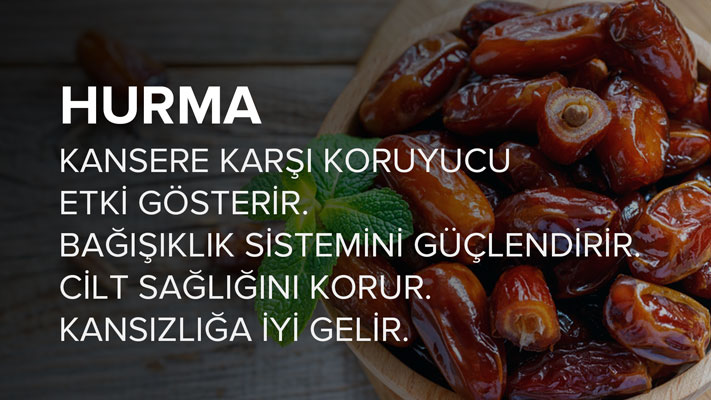 HURMA
KANSERE KARŞI KORUYUCU
ETKİ GÖSTERİR.
BAĞIŞIKLIK SİSTEMİNİ GÜÇLENDİRİR.
CİLT SAĞLIĞINI KORUR.
KANSIZLIĞA İYİ GELİR.